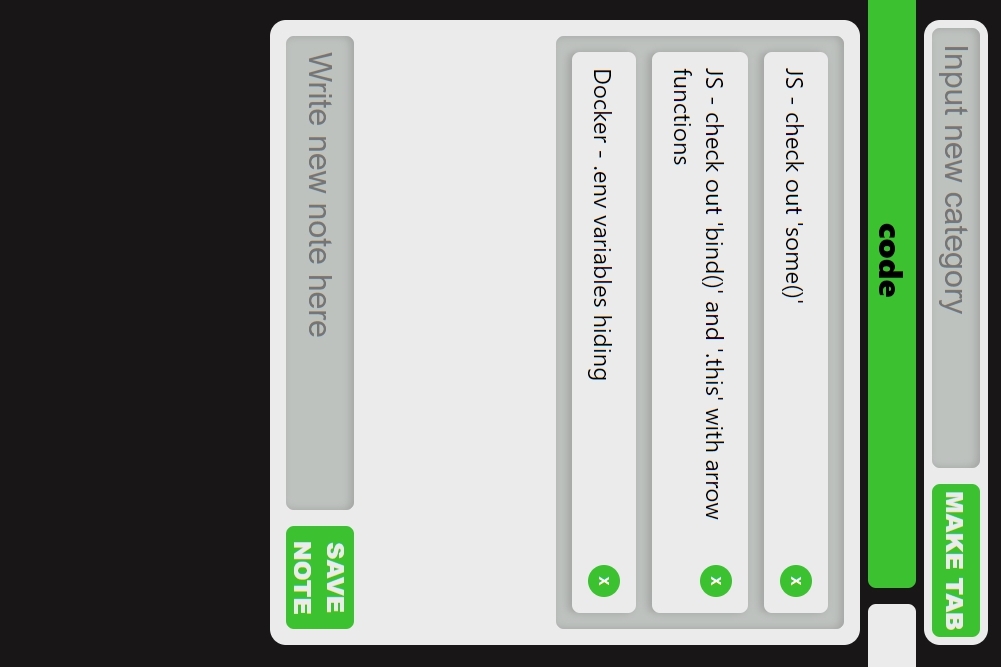 Input new category
MAKE TAB
code
JS - check out 'some()'
x
JS - check out 'bind()' and '.this' with arrow
functions
x
Docker - .env variables hiding
x
Write new note here
SAVE
NOTE